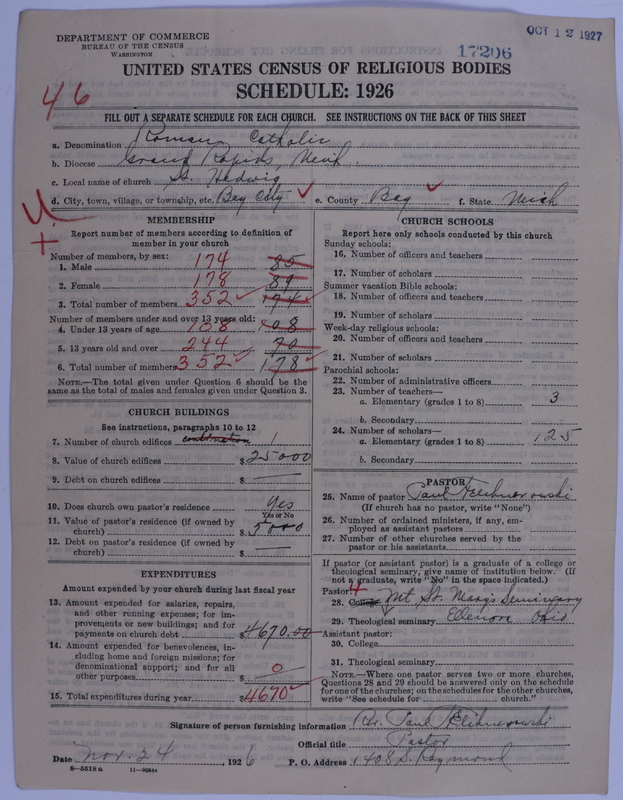 DEPARTMENT OF COMMERCE
BUREAU OF THE CENSUS
WASHINGTON
OCT 12 1927
17206
UNITED STATES CENSUS OF RELIGIOUS BODIES
SCHEDULE: 1926
46
FILL OUT A SEPARATE SCHEDULE FOR EACH CHURCH. SEE INSTRUCTIONS ON THE BACK OF THIS SHEET
a. Denomination Roman Catholic
b. Diocese Grand Rapids, Mich.
c. Local name of church St. Hedwig
d. City, town, village, or township, etc. Bay City e. County Bay f. State Mich
MEMBERSHIP
Report number of members according to definition of
member in your church
Number of members, by sex:
1. Male 174 85
2. Female 178 89
3. Total number of members 352 174
Number of members under and over 13 years old:
4. Under 13 years of age 108 108
5. 13 years old and over 244 70
6. Total number of members 352 178
NOTE.—The total given under Question 6 should be the
same as the total of males and females given under Question 3.
CHURCH BUILDINGS
See instructions, paragraphs 10 to 12
7. Number of church edifices 1
8. Value of church edifices $25000
9. Debt on church edifices $ —
10. Does church own pastor's residence Yes
Yes or No
11. Value of pastor's residence (if owned by
church) $5000
12. Debt on pastor's residence (if owned by
church) $ —
EXPENDITURES
Amount expended by your church during last fiscal year
13. Amount expended for salaries, repairs,
and other running expenses; for im-
provements or new buildings; and for
payments on church debt $4670.00
14. Amount expended for benevolences, in-
cluding home and foreign missions; for
denominational support; and for all
other purposes $ 0
15. Total expenditures during year $4670
CHURCH SCHOOLS
Report here only schools conducted by this church
Sunday schools:
16. Number of officers and teachers
17. Number of scholars
Summer vacation Bible schools:
18. Number of officers and teachers
19. Number of scholars
Week-day religious schools:
20. Number of officers and teachers
21. Number of scholars
Parochial schools:
22. Number of administrative officers
23. Number of teachers—
a. Elementary (grades 1 to 8) 3
b. Secondary
24. Number of scholars—
a. Elementary (grades 1 to 8) 125
b. Secondary
PASTOR
25. Name of pastor Paul
(If church has no pastor, write "None")
26. Number of ordained ministers, if any, em-
ployed as assistant pastors
27. Number of other churches served by the
pastor or his assistants
If pastor (or assistant pastor) is a graduate of a college or
theological seminary, give name of institution below. (If
not a graduate, write "No" in the space indicated.)
Pastor:
28. College Mt. St. Marys Seminary
29. Theological seminary Ohio
Assistant pastor:
30. College
31. Theological seminary
NOTE.—Where one pastor serves two or more churches,
Questions 28 and 29 should be answered only on the schedule
for one of the churches; on the schedules for the other churches,
write "See schedule for church."
Signature of person furnishing information Rev. Paul
Official title Pastor
Date Nov. 24, 1926 P. O. Address 1408 S. Raymond
8—5518 a 11—9564